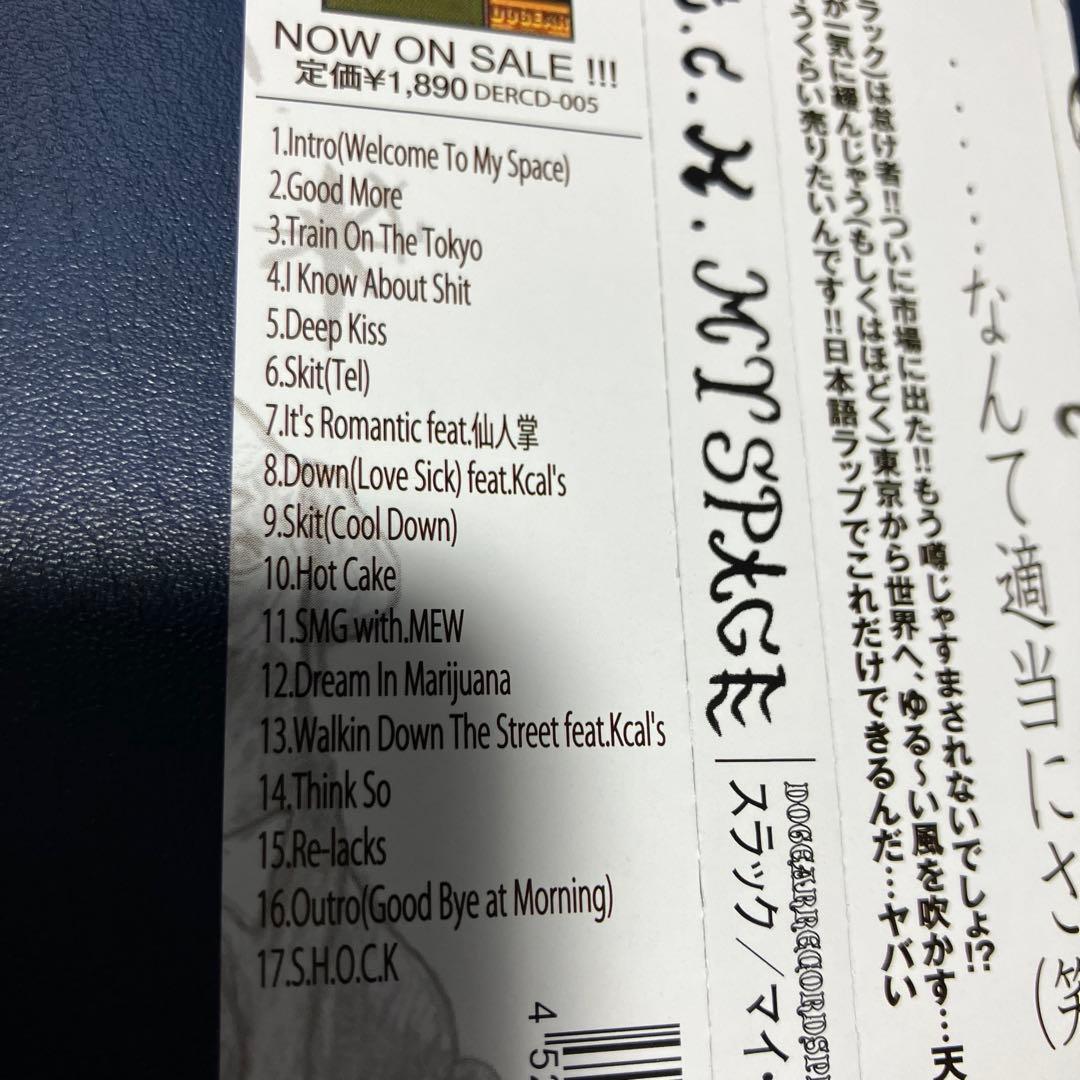 DOGEAR
NOW ON SALE !!!
定価¥1,890 DERCD-005
1.Intro(Welcome To My Space)
2.Good More
3.Train On The Tokyo
4.I Know About Shit
5.Deep Kiss
6.Skit(Tel)
7.It's Romantic feat.仙人掌
8.Down(Love Sick) feat.Kcal's
9.Skit(Cool Down)
10.Hot Cake
11.SMG with.MEW
12.Dream In Marijuana
13.Walkin Down The Street feat.Kcal's
14.Think So
15.Re-lacks
16.Outro(Good Bye at Morning)
17.S.H.O.C.K
4 52
.C.K. MY SPACE
DOGEARRECORDS
スラック/マイ・
......なんて適当にさ(笑
ラック)は怠け者!!ついに市場に出た!!もう噂じゃすまされないでしょ!?
が一気に緩んじゃう(もしくはほどく)東京から世界へ、ゆる〜い風を吹かす…天
うくらい売りたいんです!!日本語ラップでこれだけできるんだ…ヤバい